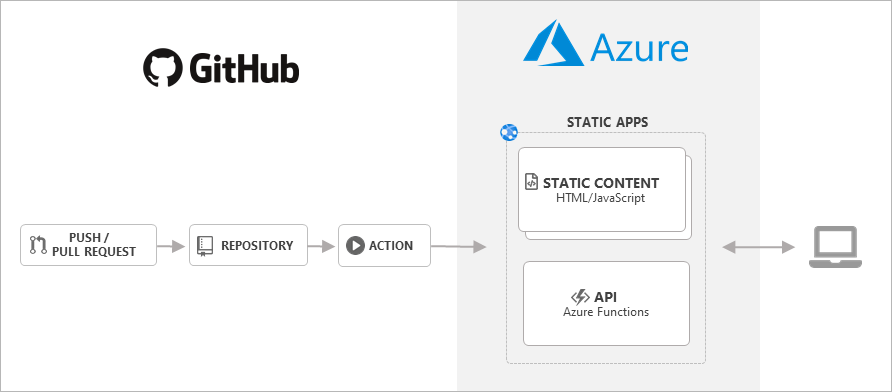 GitHub
Azure
STATIC APPS
STATIC CONTENT
HTML/JavaScript
PUSH /
PULL REQUEST
REPOSITORY
ACTION
API
Azure Functions